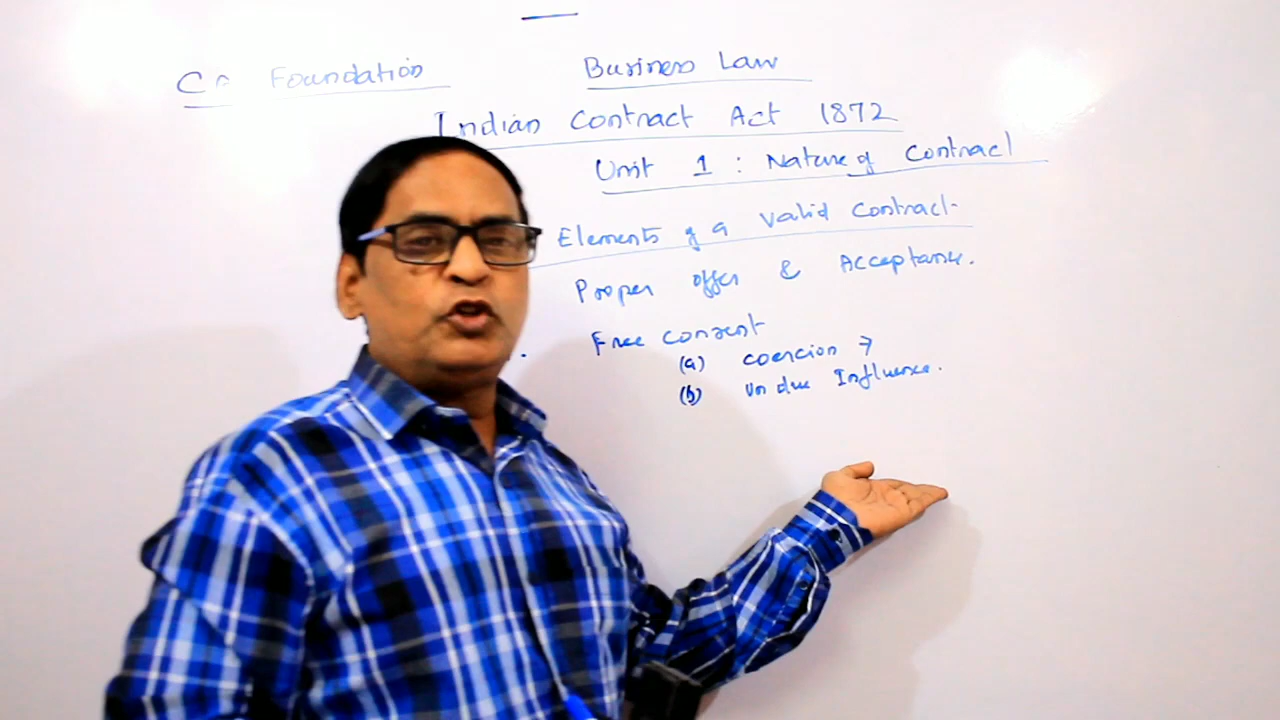 CA Foundation Business Law
Indian Contract Act 1872
Unit 1 : Nature of Contract
Elements of a Valid Contract
Proper offer & Acceptance.
Free consent
(a) coercion →
(b) undue Influence.